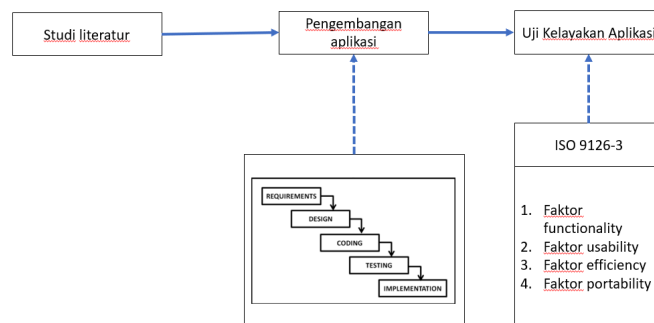 Studi literatur
Pengembangan
aplikasi
Uji Kelayakan Aplikasi
REQUIREMENTS
DESIGN
CODING
TESTING
IMPLEMENTATION
ISO 9126-3
1. Faktor
functionality
2. Faktor usability
3. Faktor efficiency
4. Faktor portability